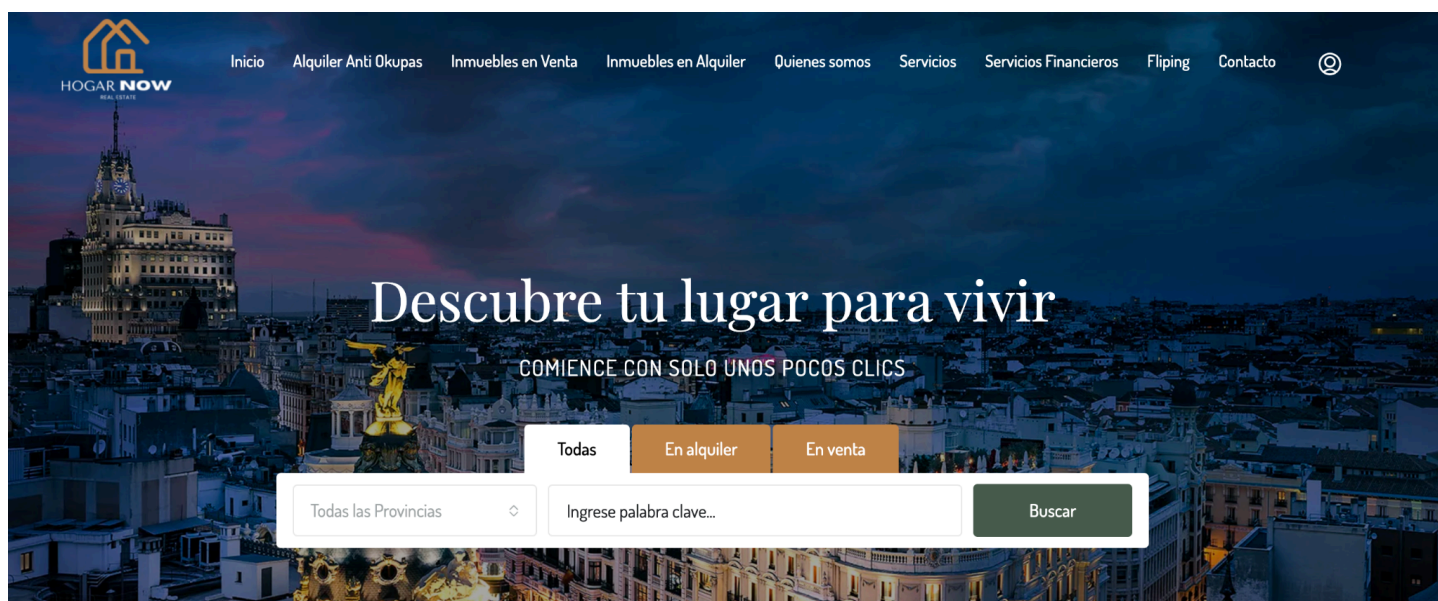 HOGAR NOW
REAL ESTATE
Inicio Alquiler Anti Okupas Inmuebles en Venta Inmuebles en Alquiler Quienes somos Servicios Servicios Financieros Fliping Contacto
Descubre tu lugar para vivir
COMIENCE CON SOLO UNOS POCOS CLICS
Todas En alquiler En venta
Todas las Provincias Ingrese palabra clave... Buscar